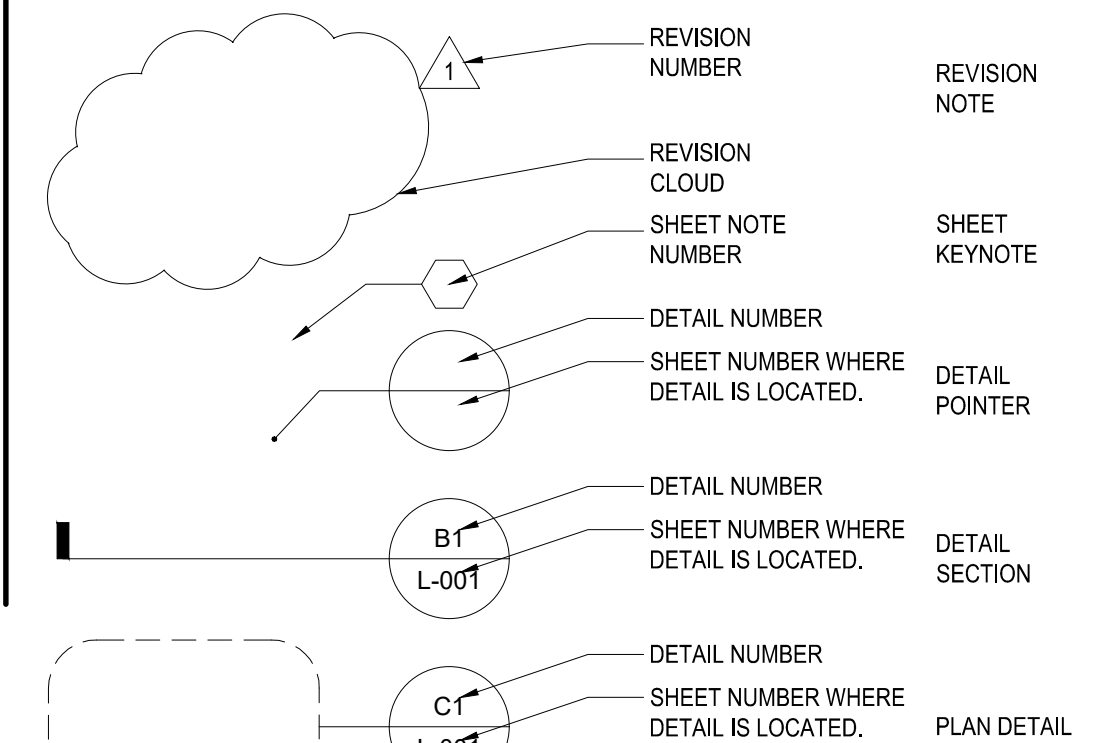 1
REVISION
NUMBER
REVISION
NOTE
REVISION
CLOUD
SHEET NOTE
NUMBER
SHEET
KEYNOTE
DETAIL NUMBER
SHEET NUMBER WHERE
DETAIL IS LOCATED.
DETAIL
POINTER
B1
L-001
DETAIL NUMBER
SHEET NUMBER WHERE
DETAIL IS LOCATED.
DETAIL
SECTION
C1
DETAIL NUMBER
SHEET NUMBER WHERE
DETAIL IS LOCATED.
PLAN DETAIL